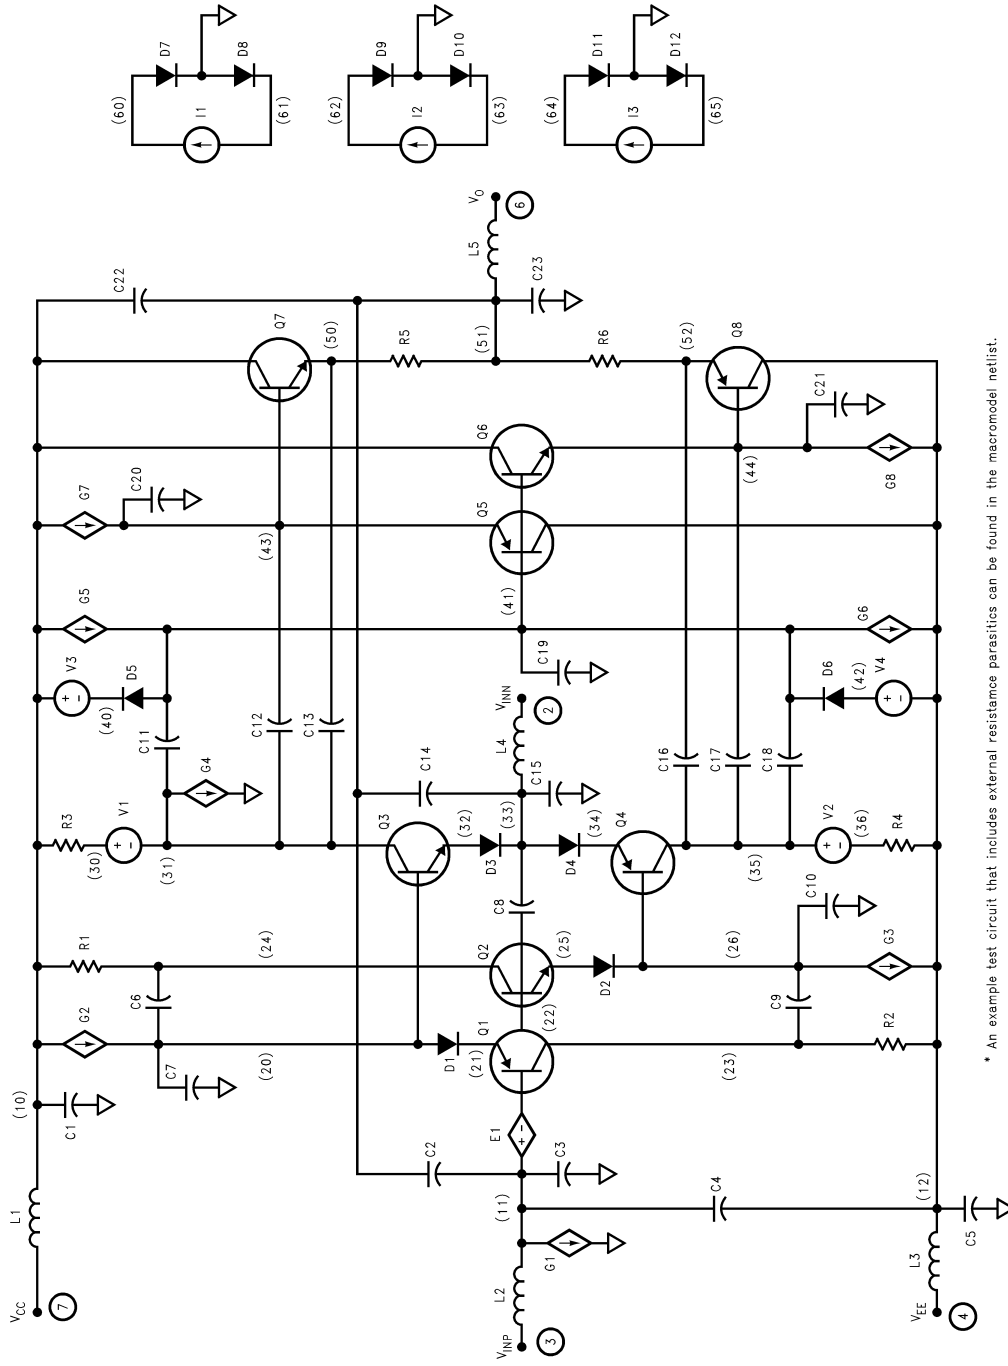 (60)
D7
I1
D8
(61)
(62)
D9
I2
D10
(63)
(64)
D11
I3
D12
(65)
VO
6
L5
C22
C23
Q7
(50)
R5
(51)
R6
(52)
Q8
C21
Q6
(44)
G8
C20
G7
(43)
Q5
G5
(41)
G6
V3
D5
(40)
C19
D6
(42)
V4
VINN
2
L4
C11
C12
C13
C16
C17
C18
G4
C14
C15
R3
V1
(30)
(31)
Q3
(32)
D3
(33)
D4
(34)
Q4
(35)
V2
(36)
R4
C8
C10
R1
(24)
Q2
(25)
D2
(26)
G3
C6
C9
G2
C7
(20)
D1
Q1
(21)
(22)
(23)
R2
(10)
C1
E1
C2
C3
C4
(11)
(12)
C5
L1
G1
L2
L3
VCC
7
VINP
3
VEE
4
* An example test circuit that includes external resistamce parasitics can be found in the macromodel netlist.